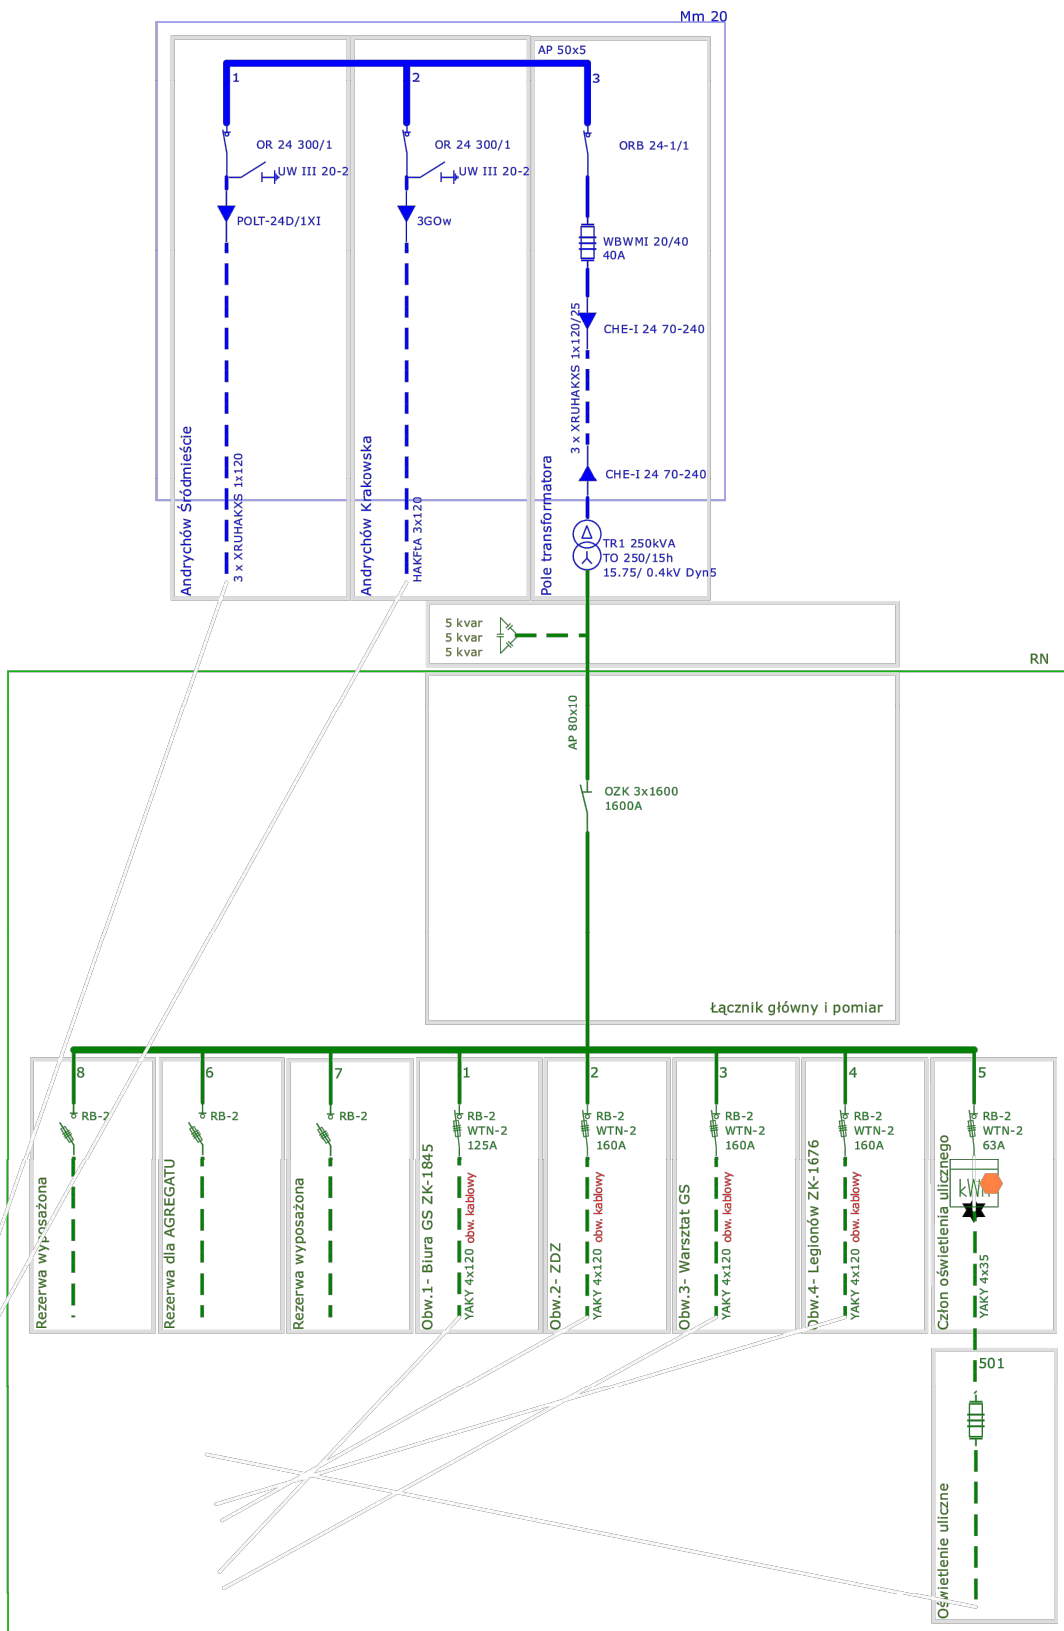 Mm 20
AP 50x5
1
2
3
OR 24 300/1
OR 24 300/1
ORB 24-1/1
UW III 20-2
UW III 20-2
POLT-24D/1XI
3GOw
WBWMI 20/40
40A
CHE-I 24 70-240
3 x XRUHAKXS 1x120/25
CHE-I 24 70-240
Andrychów Śródmieście
3 x XRUHAKXS 1x120
Andrychów Krakowska
HAKFtA 3x120
Pole transformatora
TR1 250kVA
TO 250/15h
15.75/ 0.4kV Dyn5
5 kvar
5 kvar
5 kvar
RN
AP 80x10
OZK 3x1600
1600A
Łącznik główny i pomiar
8
6
7
1
2
3
4
5
RB-2
RB-2
RB-2
RB-2
WTN-2
125A
RB-2
WTN-2
160A
RB-2
WTN-2
160A
RB-2
WTN-2
160A
RB-2
WTN-2
63A
kWh
Rezerwa wyposażona
Rezerwa dla AGREGATU
Rezerwa wyposażona
Obw.1- Biura GS ZK-1845
YAKY 4x120 obw. kablowy
Obw.2- ZDZ
YAKY 4x120 obw. kablowy
Obw.3- Warsztat GS
YAKY 4x120 obw. kablowy
Obw.4- Legionów ZK-1676
YAKY 4x120 obw. kablowy
Człon oświetlenia ulicznego
YAKY 4x35
501
Oświetlenie uliczne